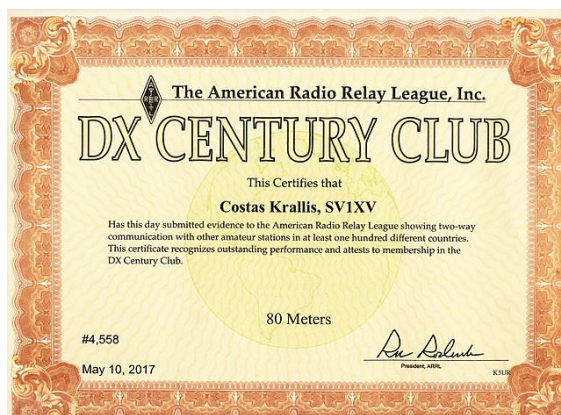 The American Radio Relay League, Inc.
DX CENTURY CLUB
This Certifies that
Costas Krallis, SV1XV
Has this day submitted evidence to the American Radio Relay League showing two-way
communication with other amateur stations in at least one hundred different countries.
This certificate recognizes outstanding performance and attests to membership in the
DX Century Club.
80 Meters
#4,558
May 10, 2017
President, ARRL
K5UR